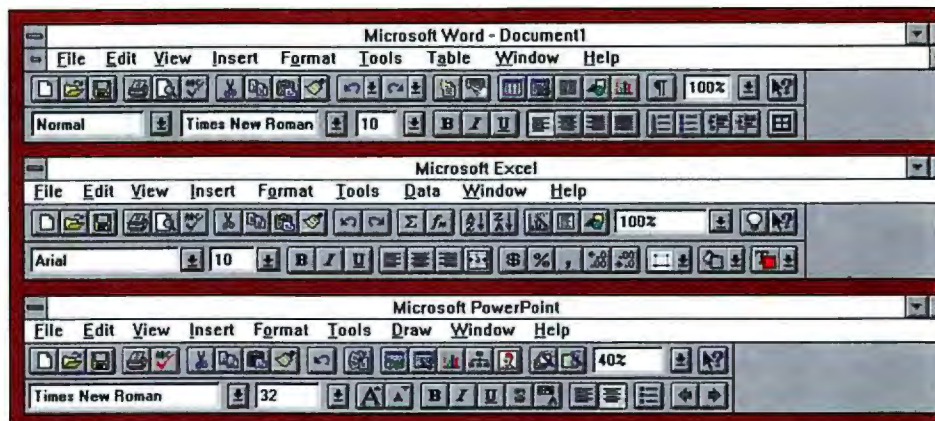 Microsoft Word - Document1
File Edit View Insert Format Tools Table Window Help
100%
Normal Times New Roman 10 B I U
Microsoft Excel
File Edit View Insert Format Tools Data Window Help
Σ 100%
Arial 10 B I U $ % ,
Microsoft PowerPoint
File Edit View Insert Format Tools Draw Window Help
40%
Times New Roman 32 A A B I U S